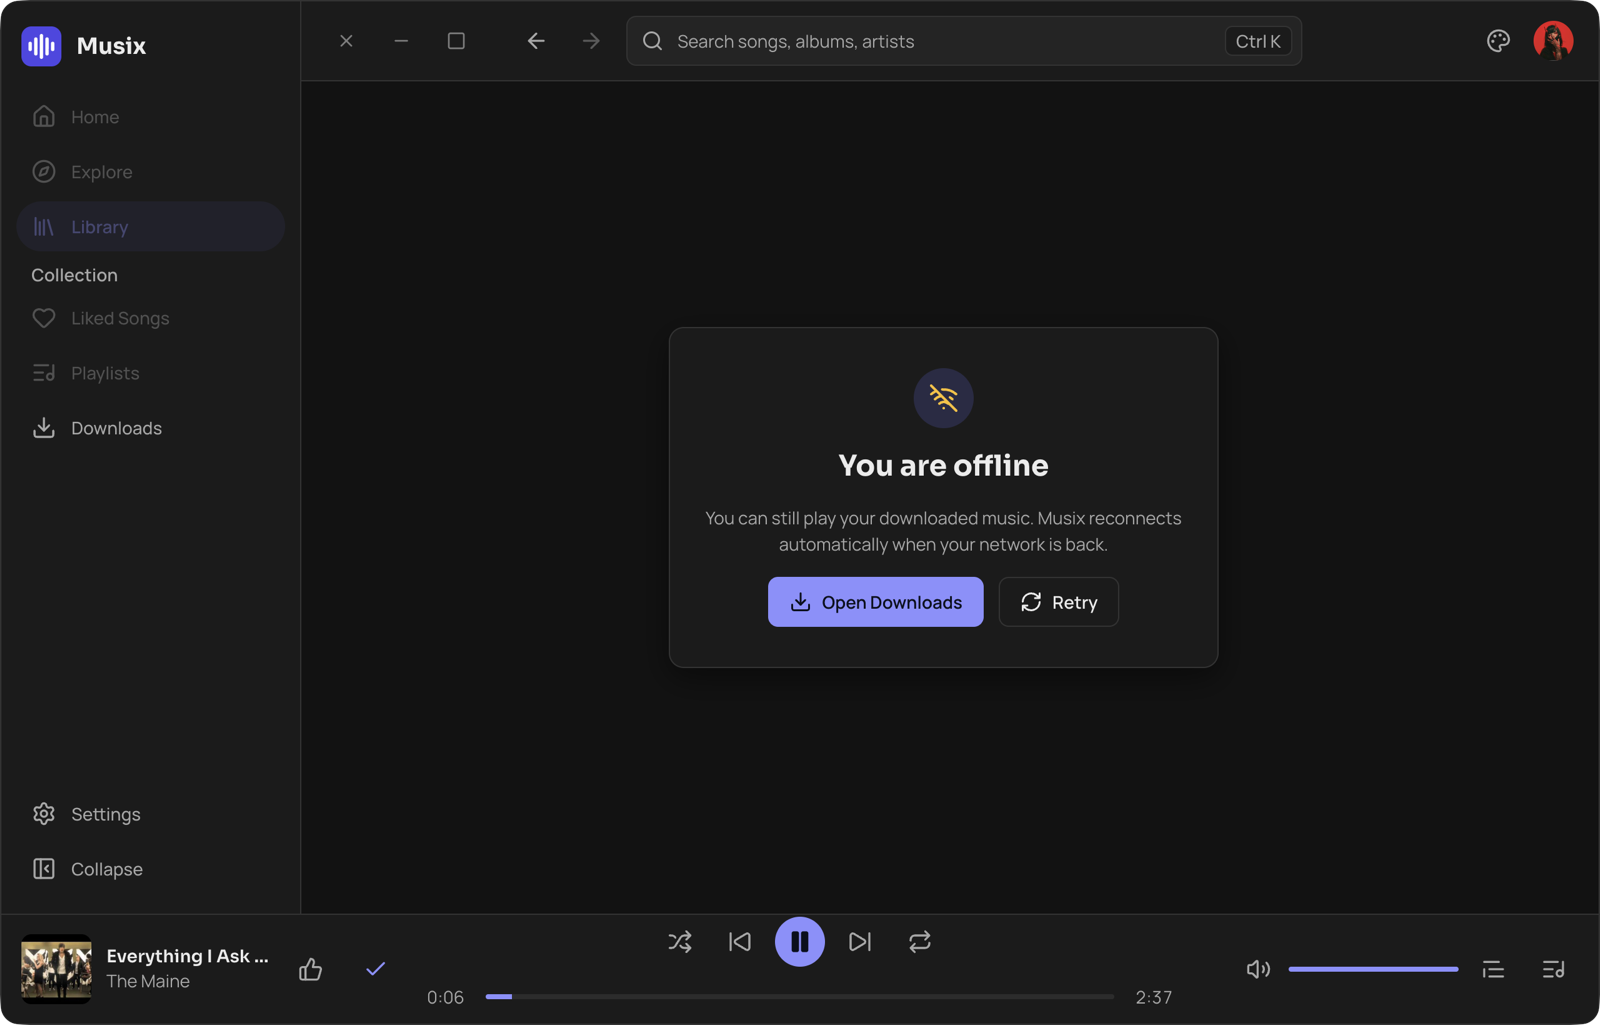 Musix
Search songs, albums, artists
Ctrl K
Home
Explore
Library
Collection
Liked Songs
Playlists
Downloads
You are offline
You can still play your downloaded music. Musix reconnects
automatically when your network is back.
Open Downloads
Retry
Settings
Collapse
Everything I Ask ...
The Maine
0:06
2:37